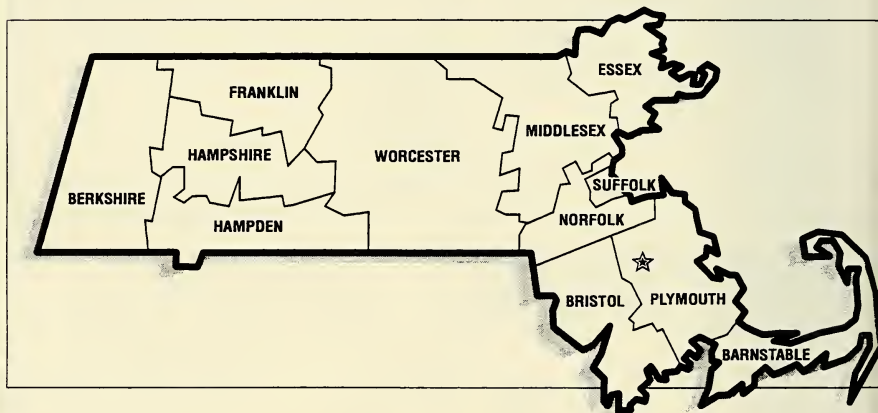 ESSEX
FRANKLIN
MIDDLESEX
HAMPSHIRE
WORCESTER
SUFFOLK
BERKSHIRE
NORFOLK
HAMPDEN
BRISTOL
PLYMOUTH
BARNSTABLE